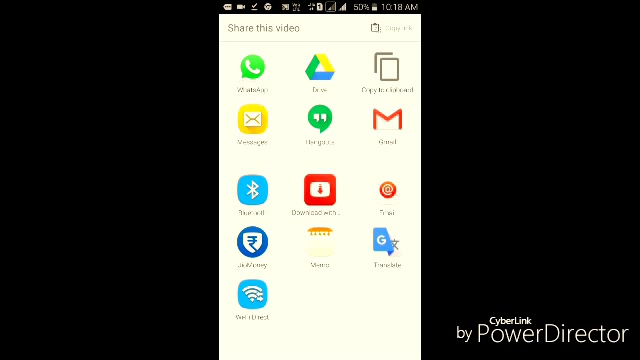 50% 10:18 AM
Share this video
Copy link
WhatsApp
Drive
Copy to clipboard
Messages
Hangouts
Gmail
Bluetooth
Download with...
Email
JioMoney
Memo
Translate
Wi-Fi Direct
CyberLink
by PowerDirector